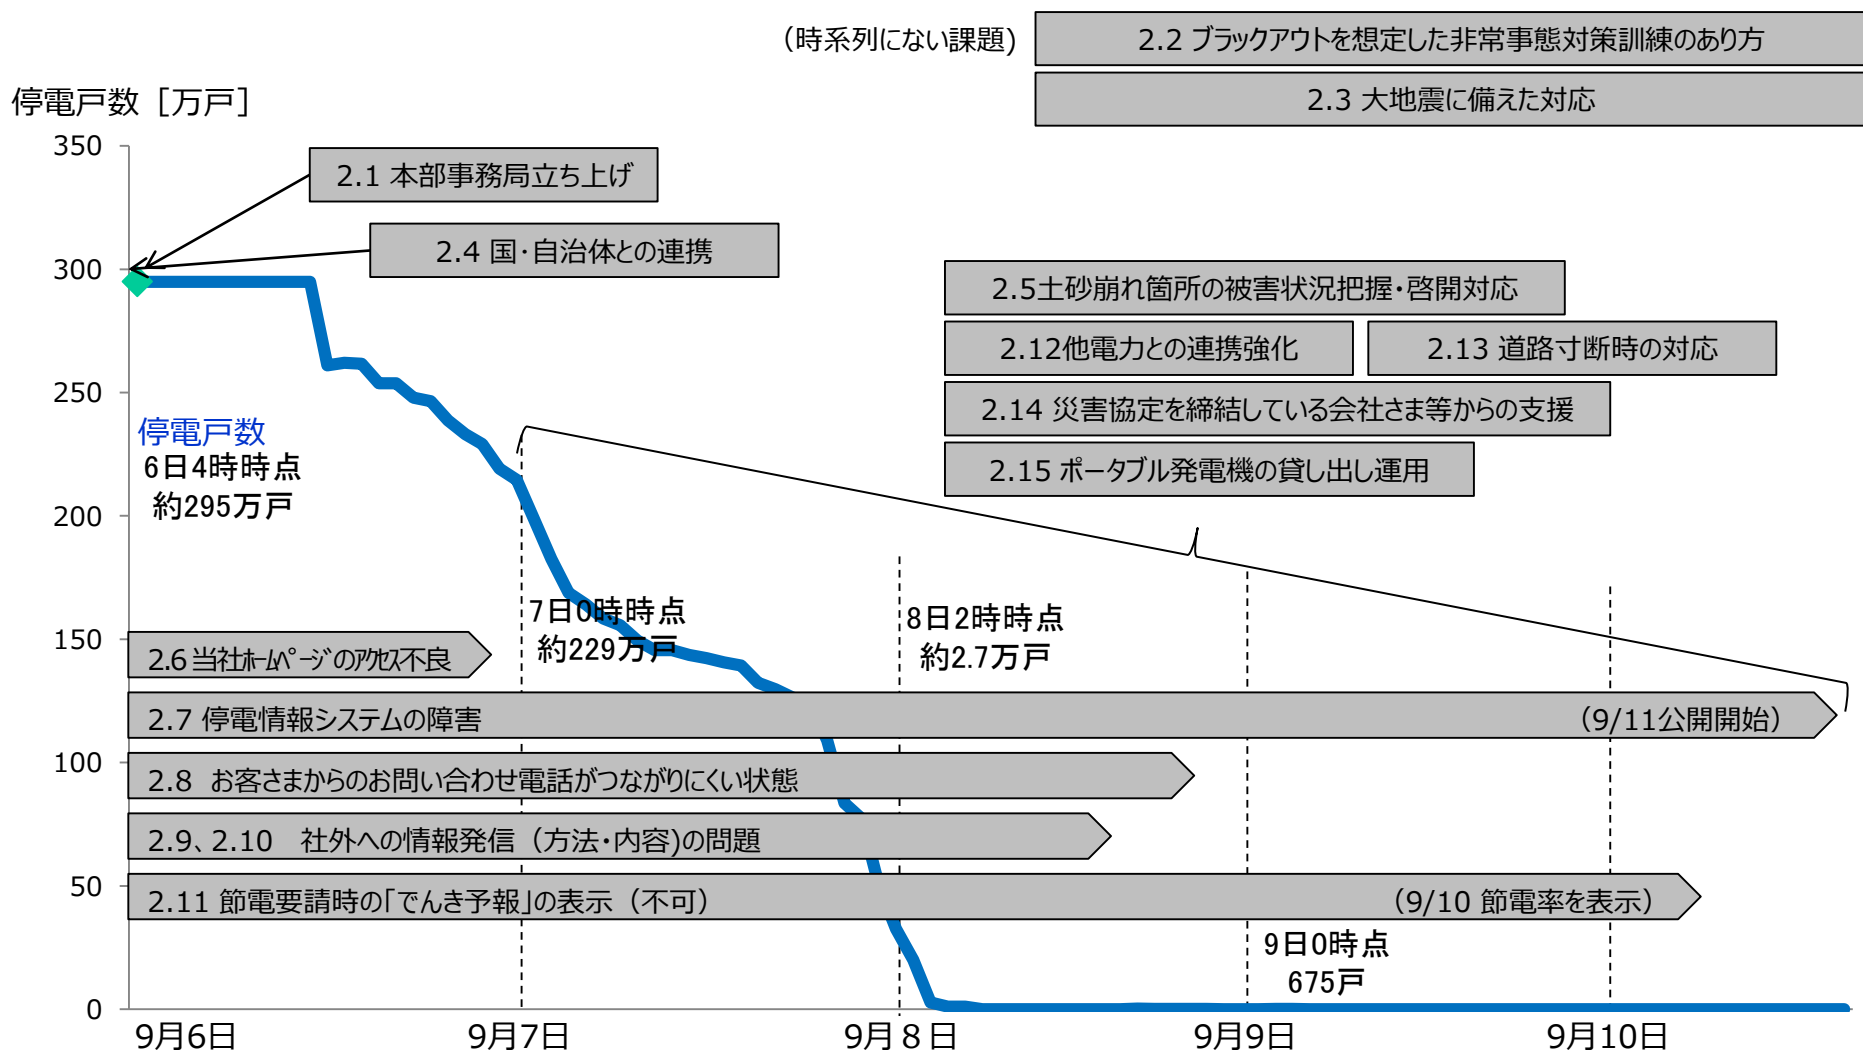 (時系列にない課題)
2.2 ブラックアウトを想定した非常事態対策訓練のあり方
2.3 大地震に備えた対応
停電戸数［万戸］
350
2.1 本部事務局立ち上げ
2.4 国･自治体との連携
300
2.5土砂崩れ箇所の被害状況把握･啓開対応
2.12他電力との連携強化
2.13 道路寸断時の対応
250
2.14 災害協定を締結している会社さま等からの支援
停電戸数
6日4時時点
約295万戸
2.15 ポータブル発電機の貸し出し運用
200
7日0時時点
約229万戸
8日2時時点
約2.7万戸
150
2.6 当社ﾎｰﾑﾍﾟｰｼﾞのｱｸｾｽ不良
2.7 停電情報システムの障害
（9/11公開開始）
100
2.8 お客さまからのお問い合わせ電話がつながりにくい状態
2.9、2.10 社外への情報発信（方法･内容)の問題
50
2.11 節電要請時の｢でんき予報｣の表示（不可）
（9/10 節電率を表示）
9日0時点
675戸
0
9月6日
9月7日
9月８日
9月9日
9月10日